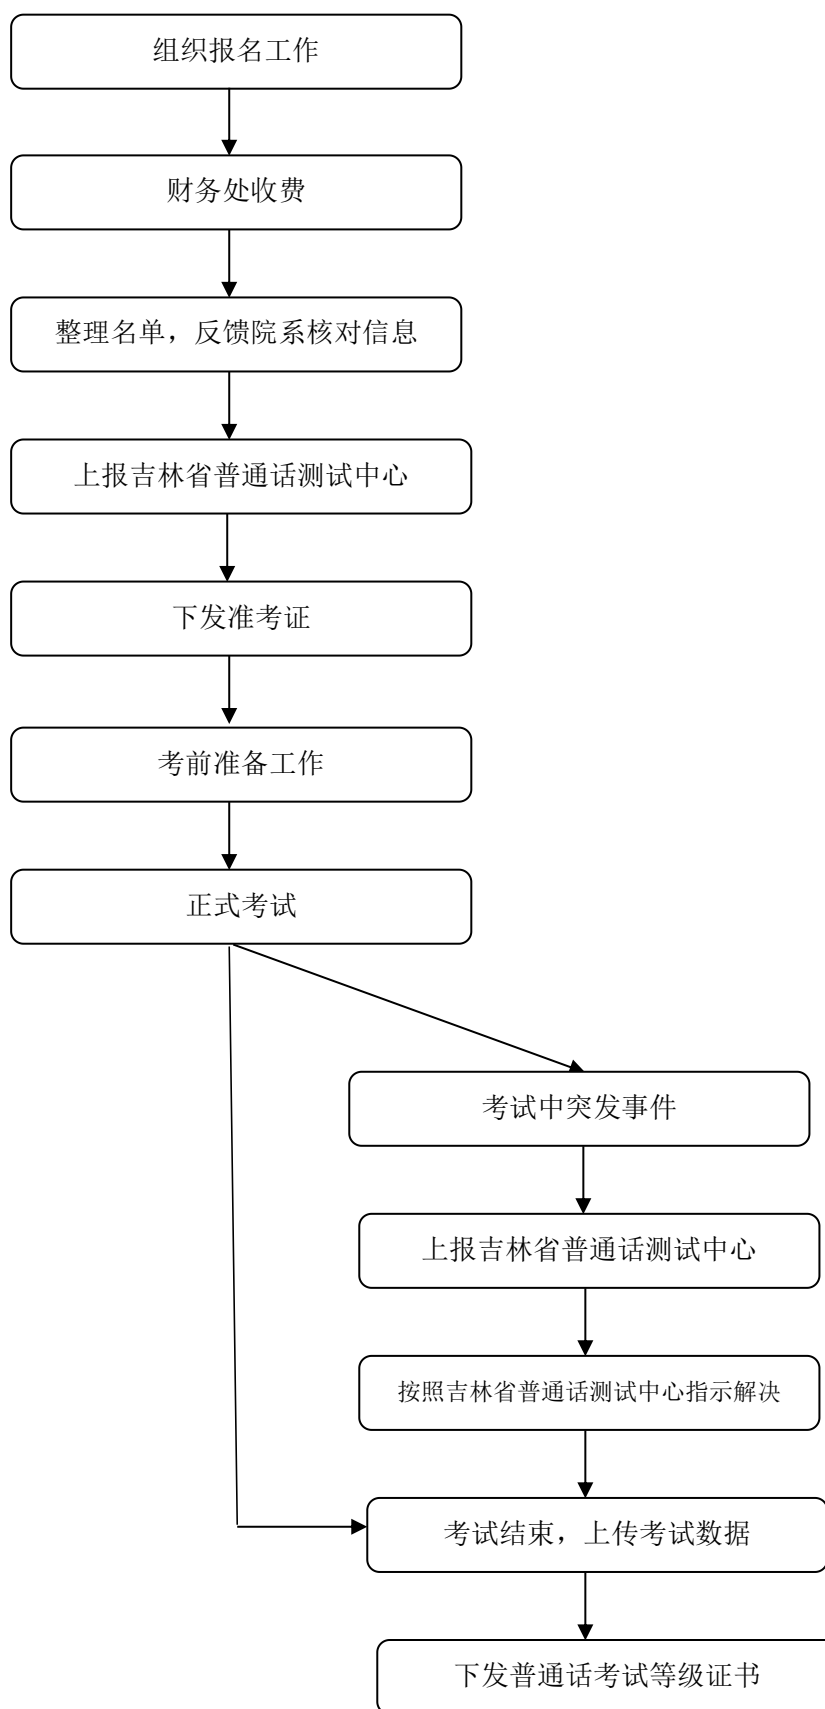 组织报名工作
财务处收费
整理名单，反馈院系核对信息
上报吉林省普通话测试中心
下发准考证
考前准备工作
正式考试
考试中突发事件
上报吉林省普通话测试中心
按照吉林省普通话测试中心指示解决
考试结束，上传考试数据
下发普通话考试等级证书